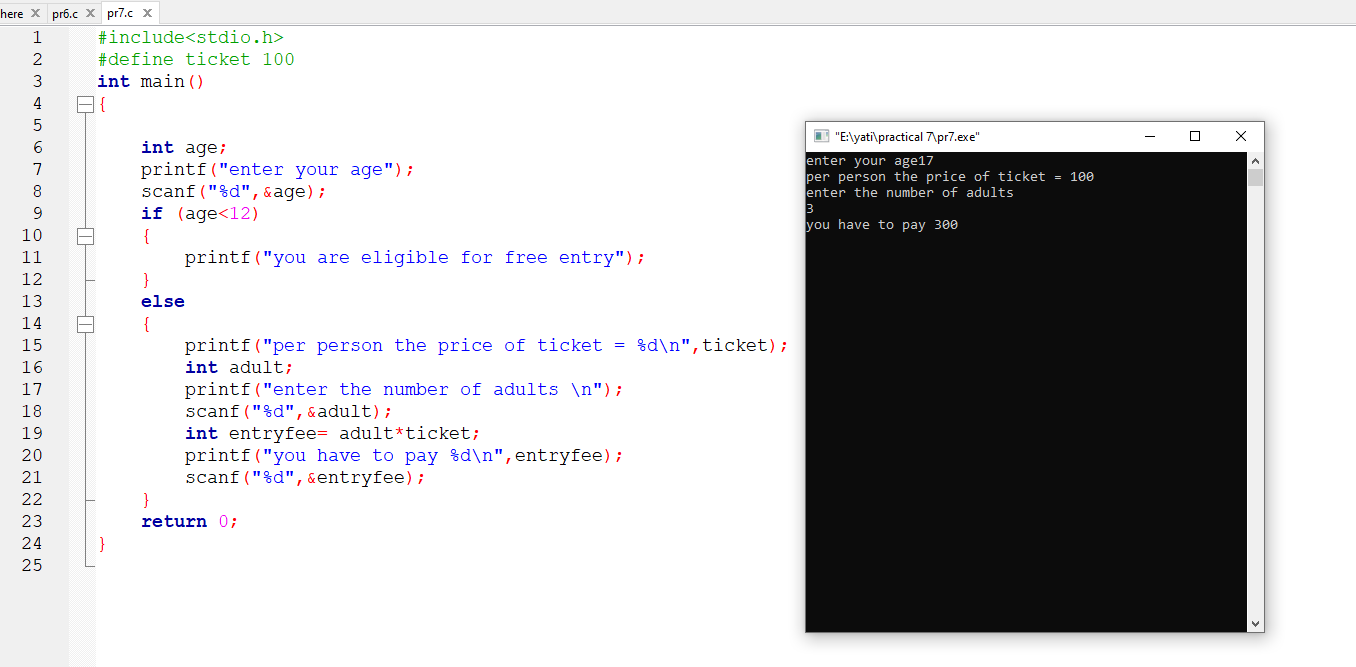 here pr6.c pr7.c
1 #include<stdio.h>
2 #define ticket 100
3 int main()
4 {
5
6 int age;
7 printf("enter your age");
8 scanf("%d",&age);
9 if (age<12)
10 {
11 printf("you are eligible for free entry");
12 }
13 else
14 {
15 printf("per person the price of ticket = %d\n",ticket);
16 int adult;
17 printf("enter the number of adults \n");
18 scanf("%d",&adult);
19 int entryfee= adult*ticket;
20 printf("you have to pay %d\n",entryfee);
21 scanf("%d",&entryfee);
22 }
23 return 0;
24 }
25
"E:\yati\practical 7\pr7.exe"
enter your age17
per person the price of ticket = 100
enter the number of adults
3
you have to pay 300